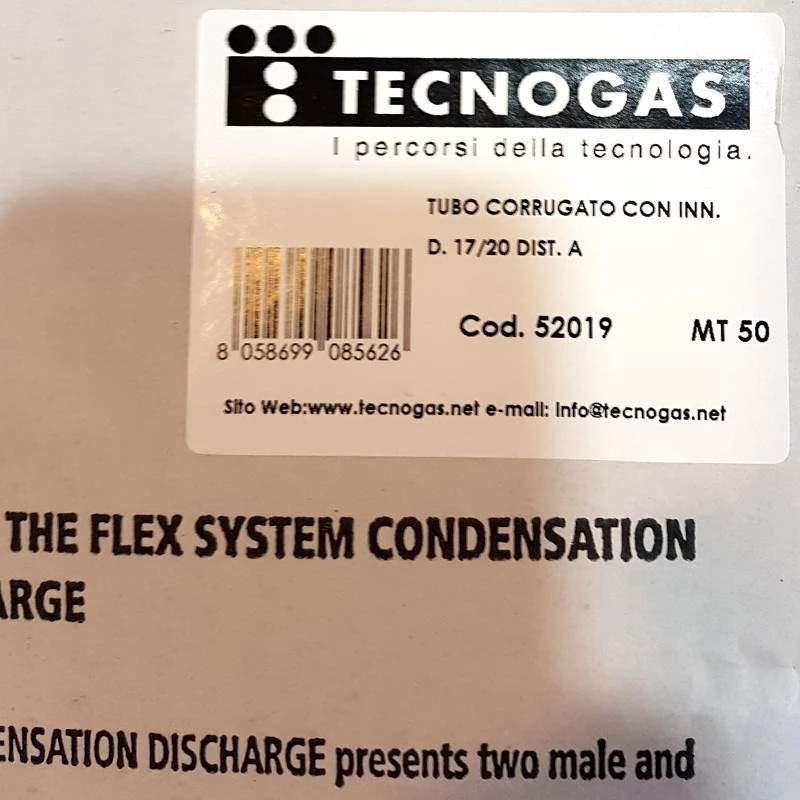 TECNOGAS
I percorsi della tecnologia.
TUBO CORRUGATO CON INN.
D. 17/20 DIST. A
Cod. 52019 MT 50
8 058699 085626
Sito Web:www.tecnogas.net e-mail: info@tecnogas.net
THE FLEX SYSTEM CONDENSATION
ARGE
ENSATION DISCHARGE presents two male and